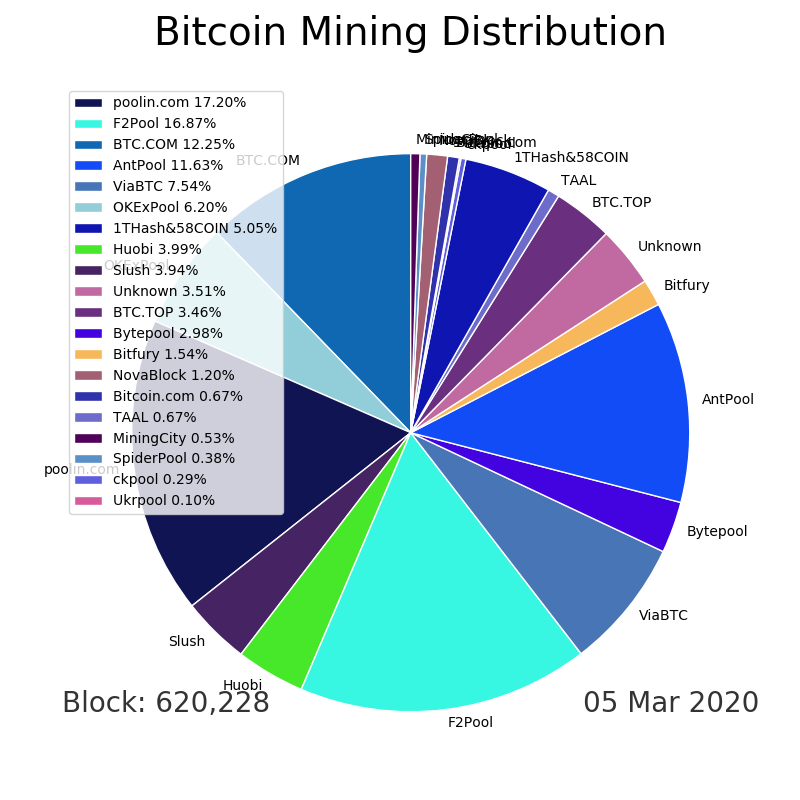 Bitcoin Mining Distribution
poolin.com 17.20%
F2Pool 16.87%
BTC.COM 12.25%
AntPool 11.63%
ViaBTC 7.54%
OKExPool 6.20%
1THash&58COIN 5.05%
Huobi 3.99%
Slush 3.94%
Unknown 3.51%
BTC.TOP 3.46%
Bytepool 2.98%
Bitfury 1.54%
NovaBlock 1.20%
Bitcoin.com 0.67%
TAAL 0.67%
MiningCity 0.53%
SpiderPool 0.38%
ckpool 0.29%
Ukrpool 0.10%
BTC.COM
OKExPool
poolin.com
Slush
Huobi
F2Pool
ViaBTC
Bytepool
AntPool
Bitfury
Unknown
BTC.TOP
TAAL
1THash&58COIN
Block: 620,228
05 Mar 2020